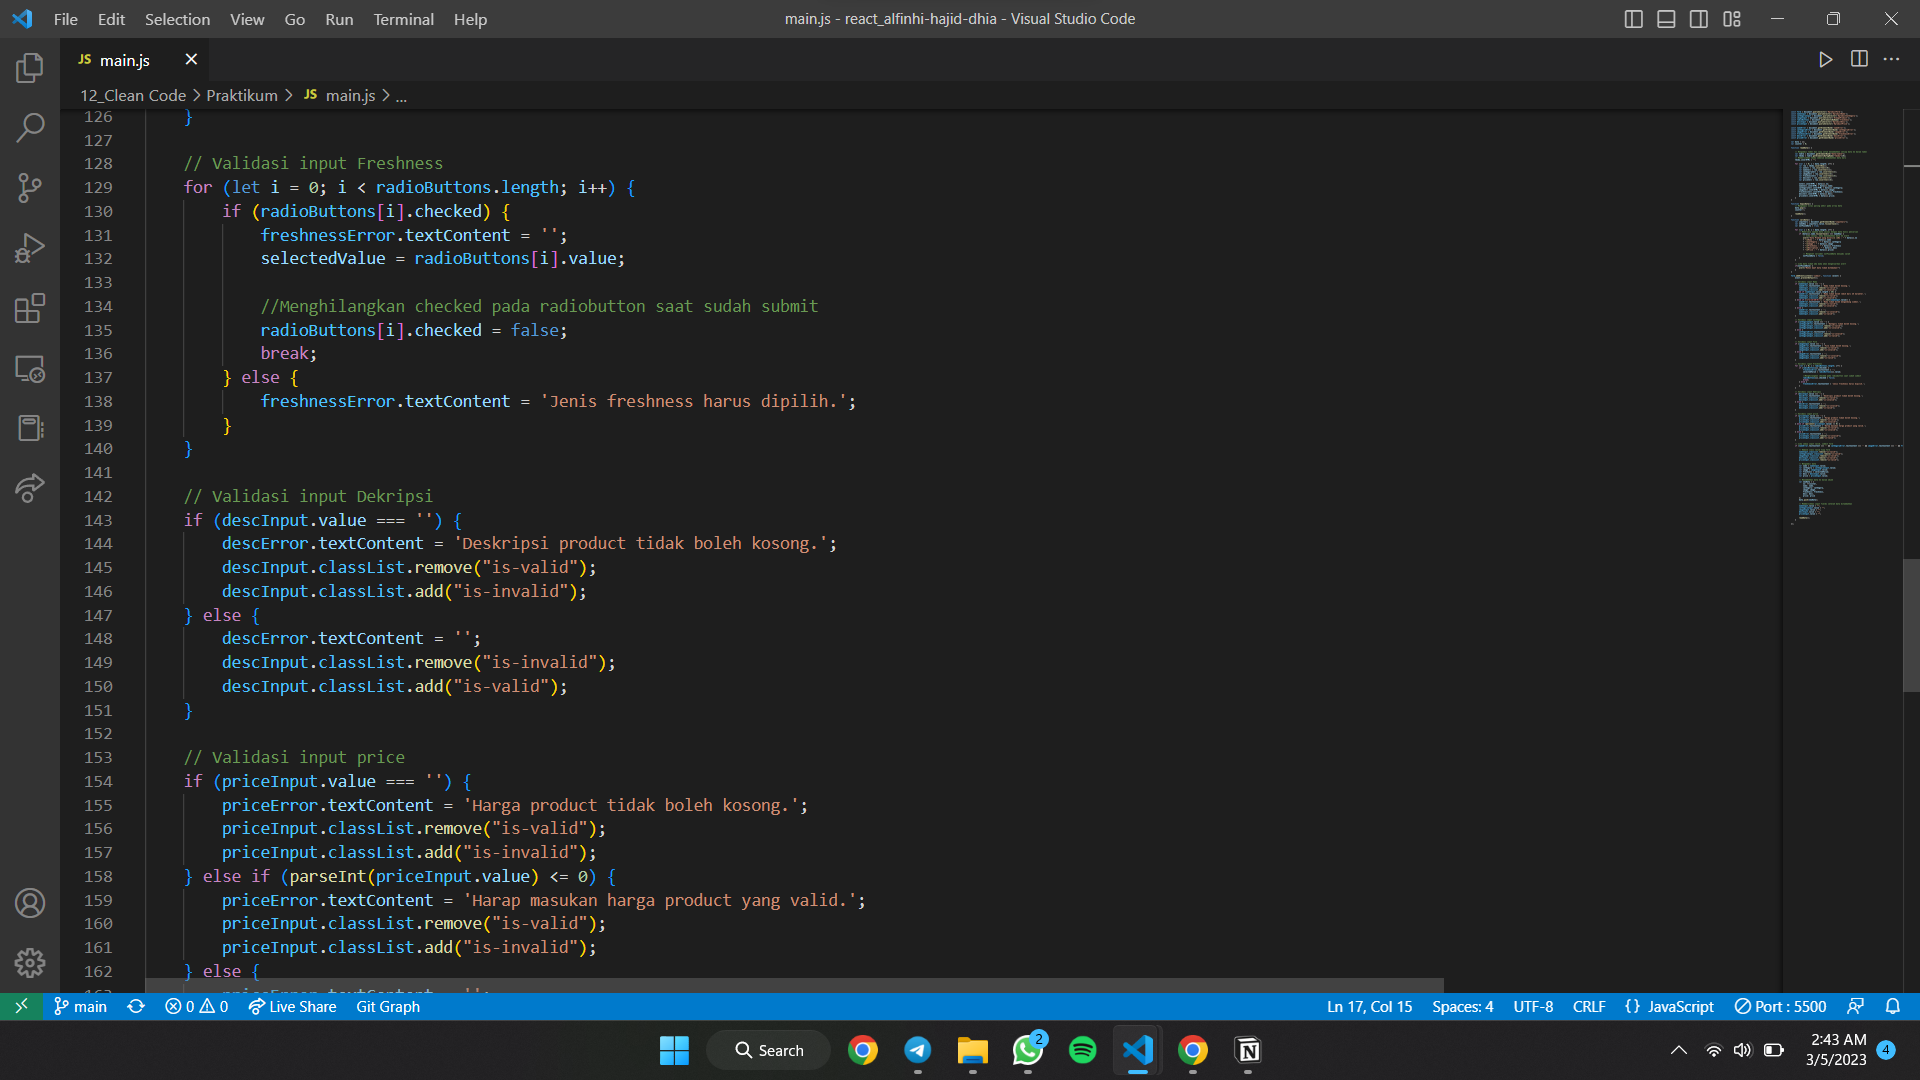 File Edit Selection View Go Run Terminal Help
main.js - react_alfinhi-hajid-dhia - Visual Studio Code
JS main.js
12_Clean Code > Praktikum > JS main.js > ...
126 }
127
128 // Validasi input Freshness
129 for (let i = 0; i < radioButtons.length; i++) {
130 if (radioButtons[i].checked) {
131 freshnessError.textContent = '';
132 selectedValue = radioButtons[i].value;
133
134 //Menghilangkan checked pada radiobutton saat sudah submit
135 radioButtons[i].checked = false;
136 break;
137 } else {
138 freshnessError.textContent = 'Jenis freshness harus dipilih.';
139 }
140 }
141
142 // Validasi input Dekripsi
143 if (descInput.value === '') {
144 descError.textContent = 'Deskripsi product tidak boleh kosong.';
145 descInput.classList.remove("is-valid");
146 descInput.classList.add("is-invalid");
147 } else {
148 descError.textContent = '';
149 descInput.classList.remove("is-invalid");
150 descInput.classList.add("is-valid");
151 }
152
153 // Validasi input price
154 if (priceInput.value === '') {
155 priceError.textContent = 'Harga product tidak boleh kosong.';
156 priceInput.classList.remove("is-valid");
157 priceInput.classList.add("is-invalid");
158 } else if (parseInt(priceInput.value) <= 0) {
159 priceError.textContent = 'Harap masukan harga product yang valid.';
160 priceInput.classList.remove("is-valid");
161 priceInput.classList.add("is-invalid");
162 } else {
main 0 0 Live Share Git Graph
Ln 17, Col 15 Spaces: 4 UTF-8 CRLF {} JavaScript Port : 5500
Search
2
2:43 AM
3/5/2023
4